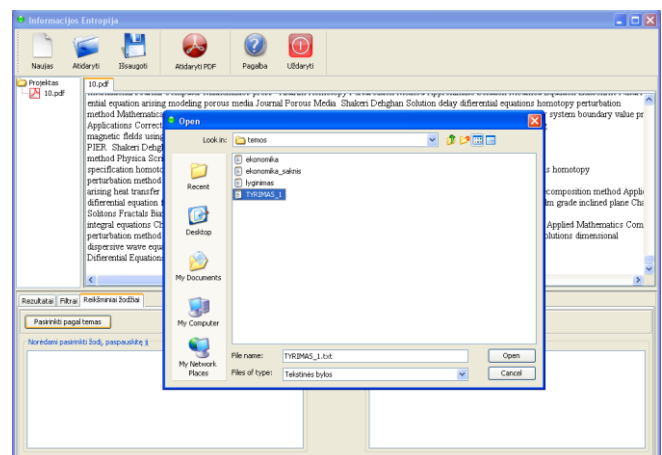 Informacijos Entropija
Naujas Atidaryti Išsaugoti Atidaryti PDF Pagalba Uždaryti
Projektas
10.pdf
10.pdf
ential equation arising modeling porous media Journal Porous Media Shakeri Dehghan Solution delay differential equations homotopy perturbation
method Mathematica
system boundary value pr
Applications Correct
magnetic fields using
PIER Shakeri Dehgl
method Physica Scri
specification homoto
s homotopy
perturbation method
arising heat transfer
composition method Appli
differential equation f
lm grade inclined plane Cha
Solitons Fractals Bia
integral equations Ch
Applied Mathematics Com
perturbation method
olutions dimensional
dispersive wave equa
Differential Equation
Open
Look in: temos
Recent
Desktop
My Documents
My Computer
My Network
Places
ekonomika
ekonomika_saknis
lyginimas
TYRIMAS_1
File name: TYRIMAS_1.txt Open
Files of type: Tekstinės bylos Cancel
Rezultatai Filtrai Reikšminiai žodžiai
Pasirinkti pagal temas
Norėdami pasirinkti žodį, paspauskite jį